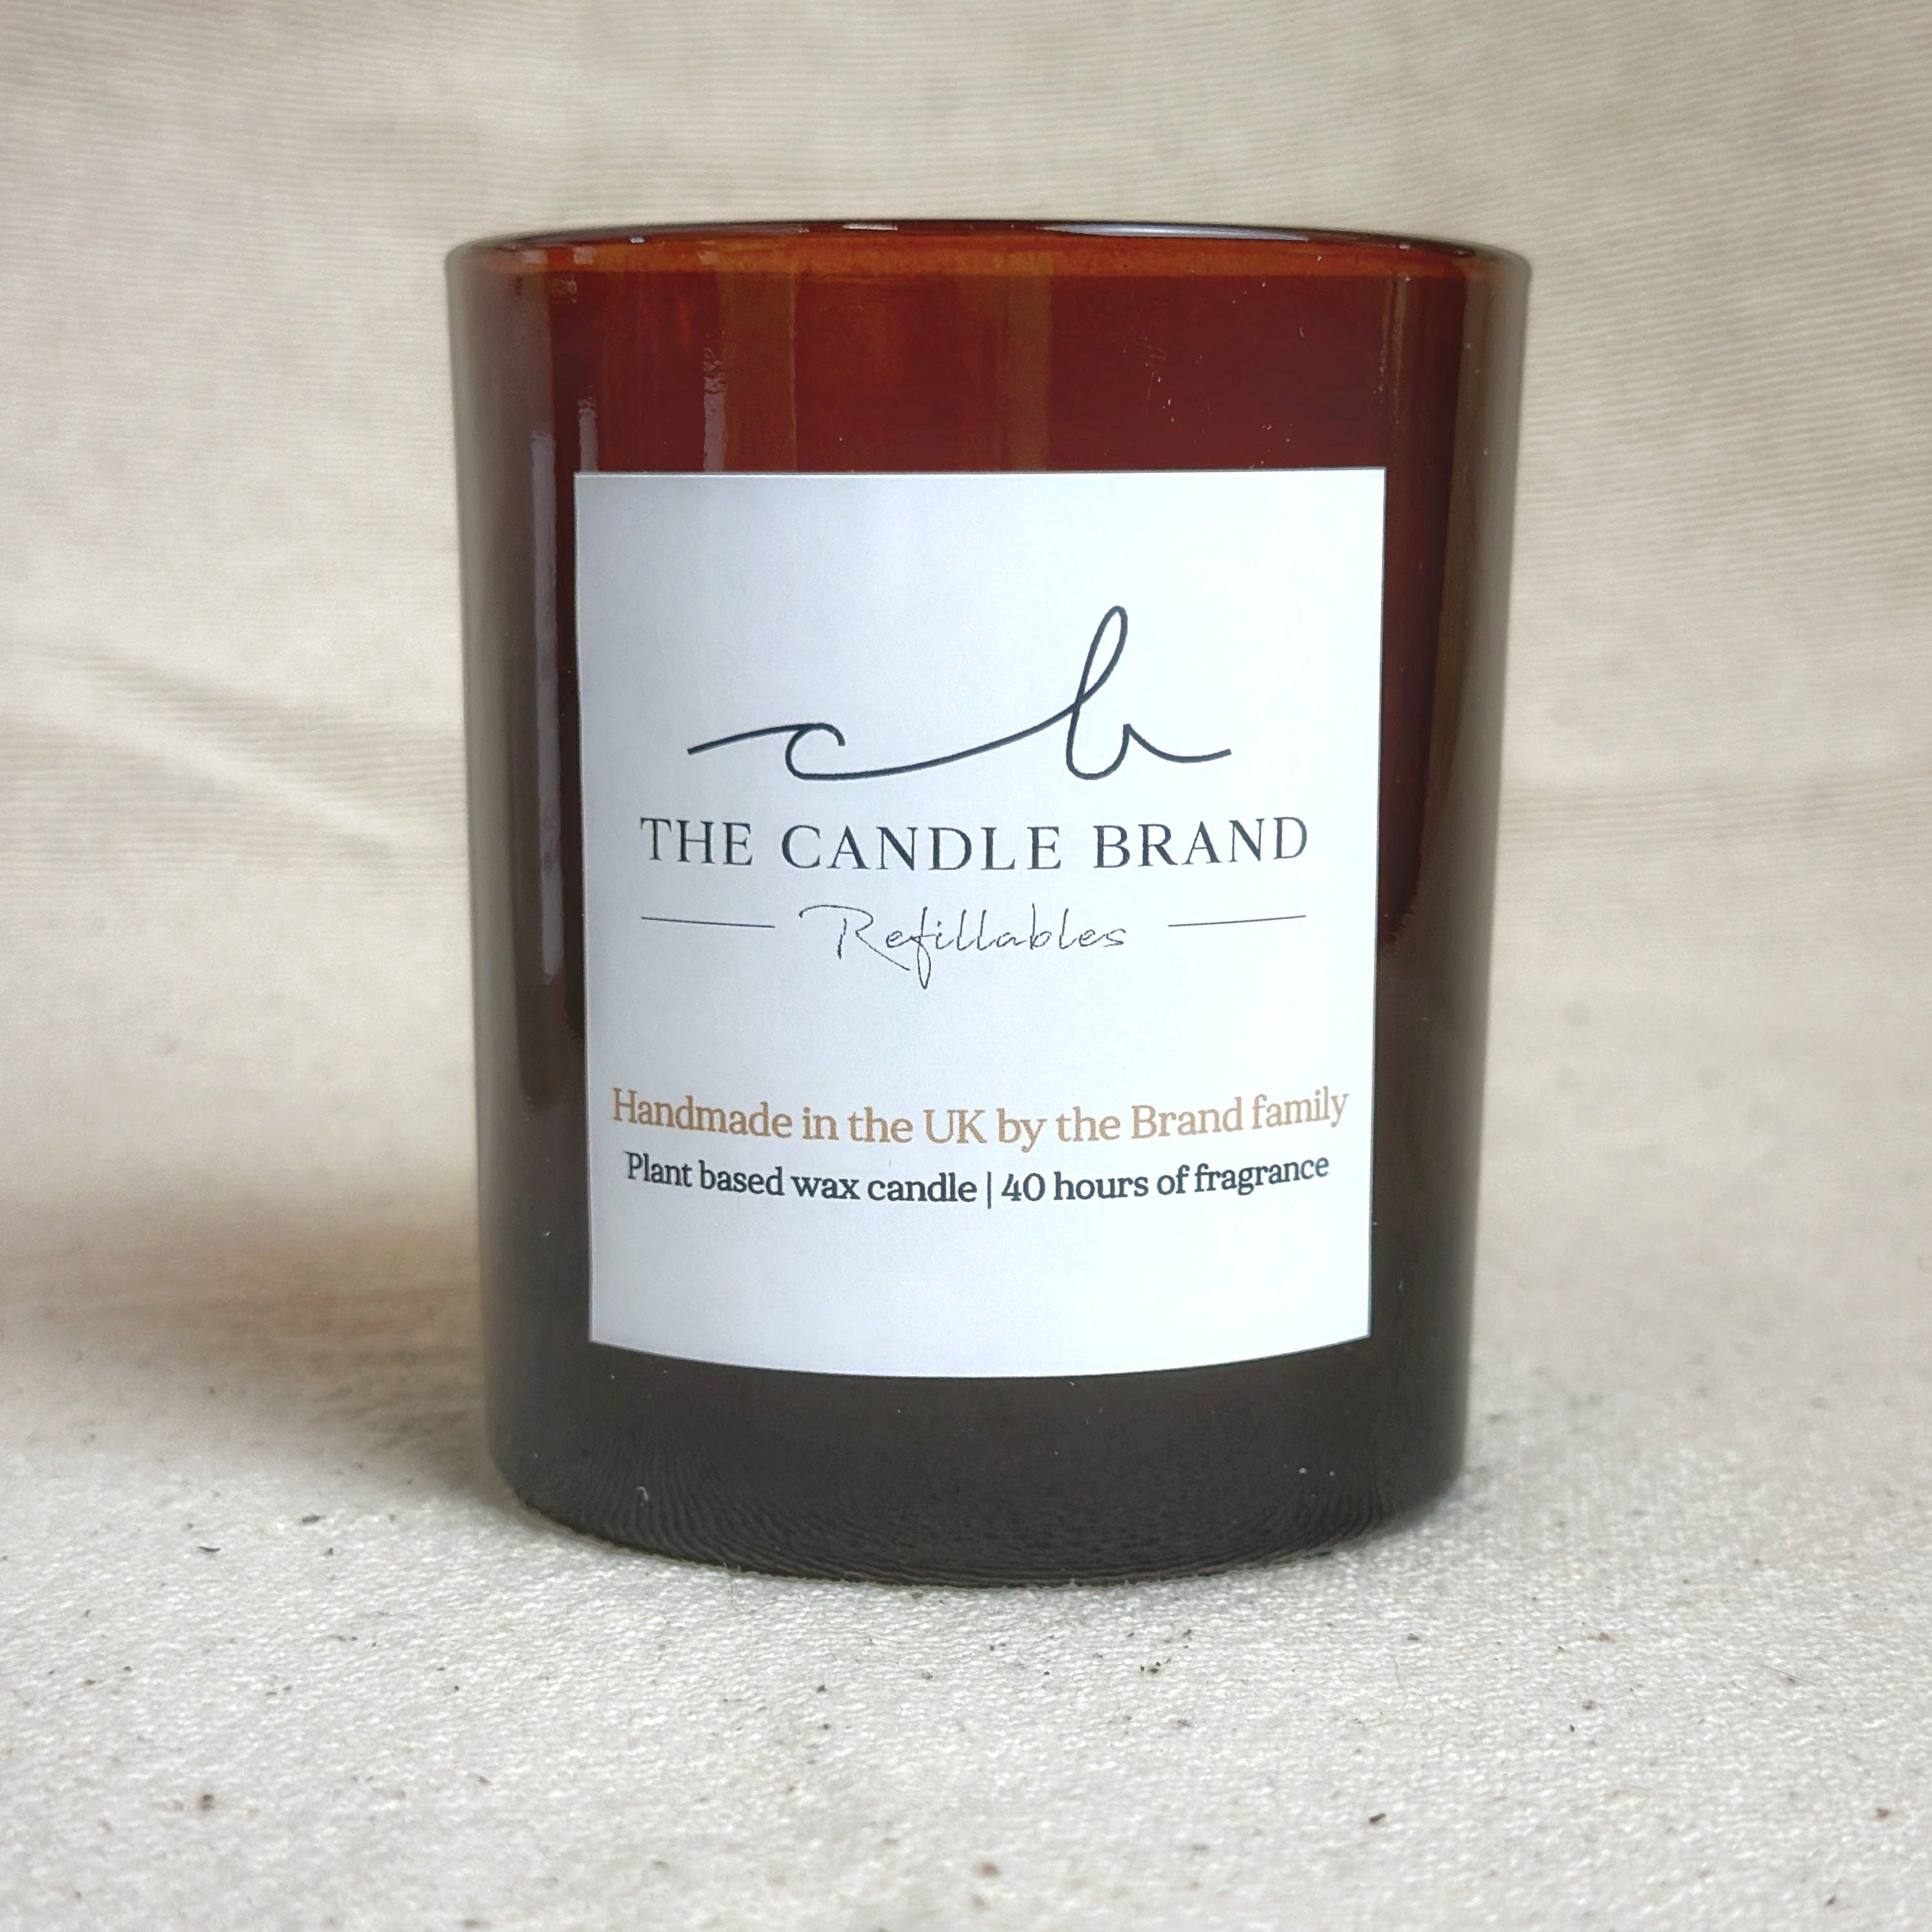 cb
THE CANDLE BRAND
Refillables
Handmade in the UK by the Brand family
Plant based wax candle | 40 hours of fragrance